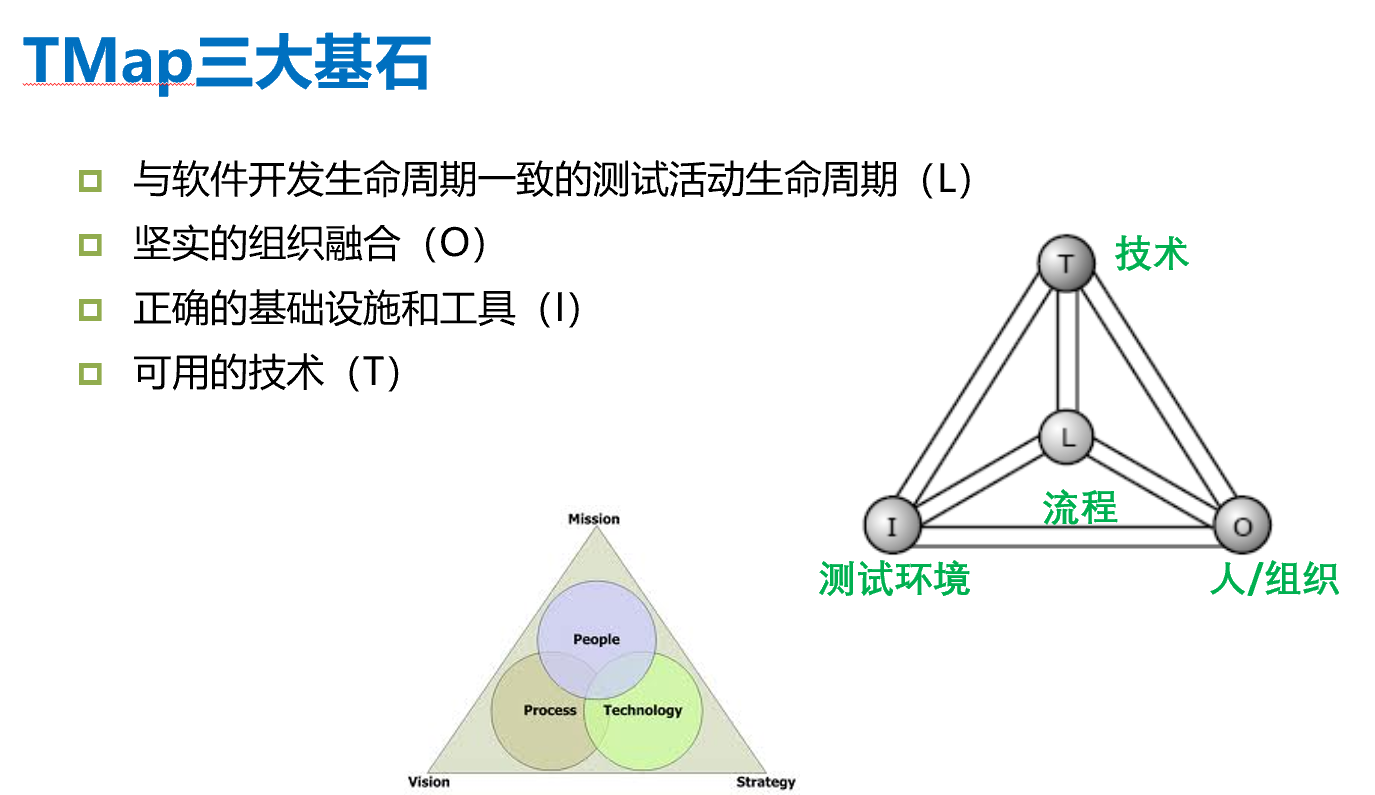 TMap三大基石
与软件开发生命周期一致的测试活动生命周期（L）
坚实的组织融合（O）
正确的基础设施和工具（I）
可用的技术（T）
T
技术
L
流程
I
O
测试环境
人/组织
Mission
People
Process
Technology
Vision
Strategy